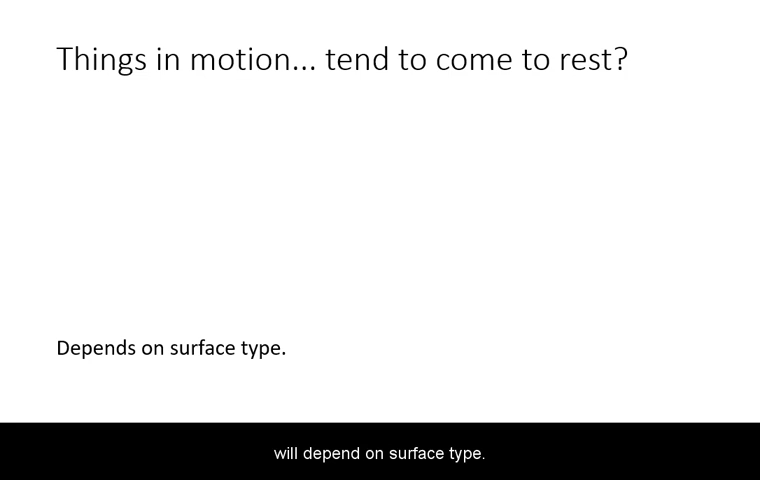 Things in motion... tend to come to rest?
Depends on surface type.
will depend on surface type.